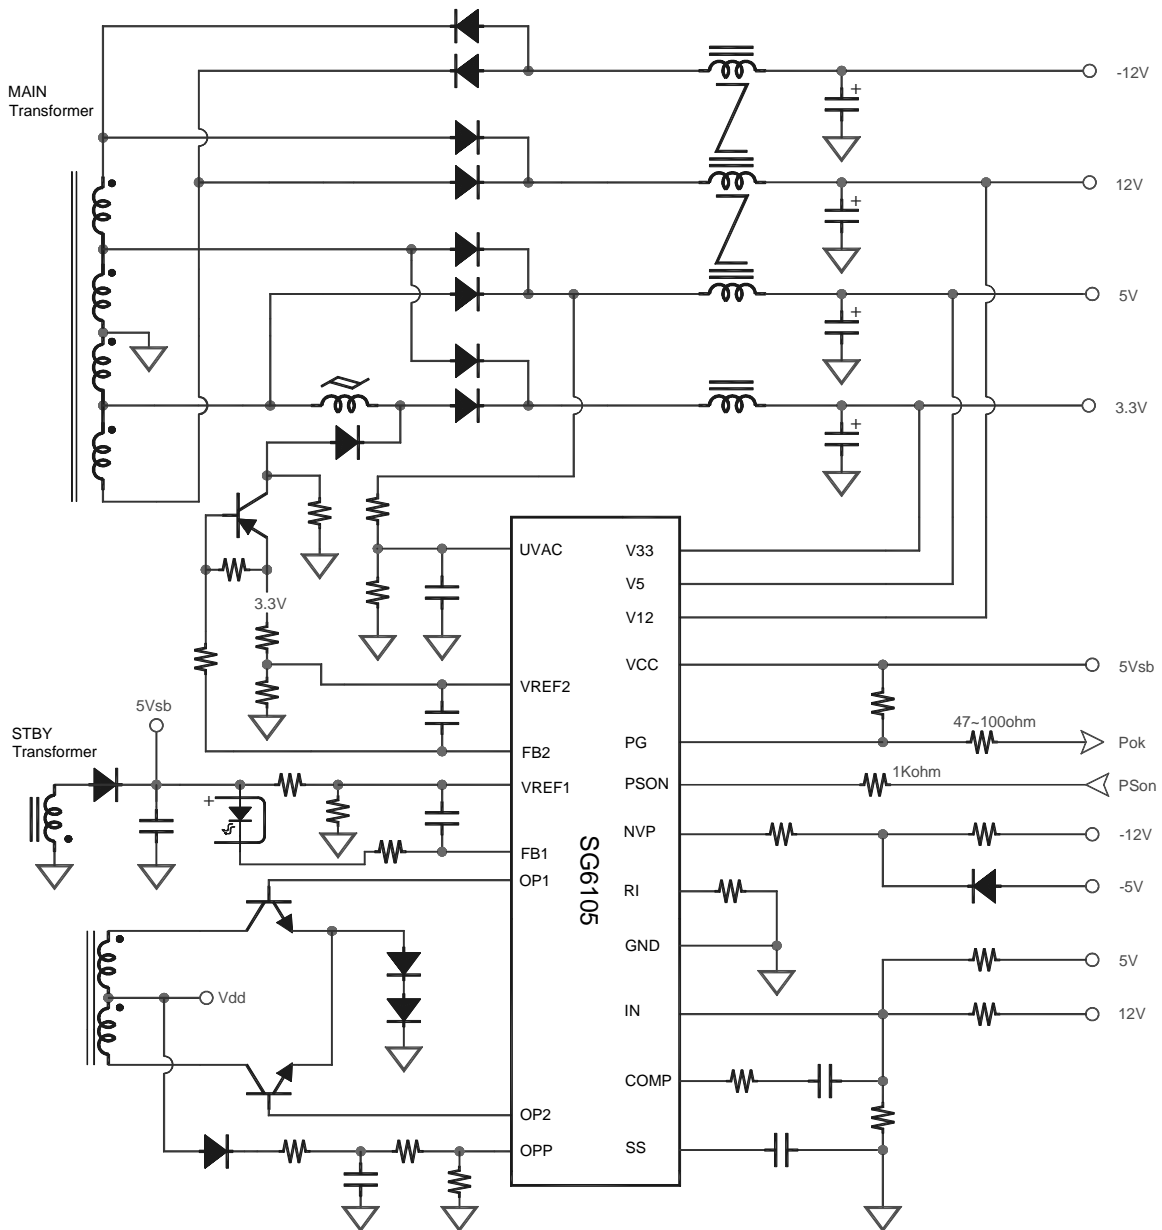 -12V
MAIN
Transformer
+
12V
+
5V
+
3.3V
+
UVAC
V33
V5
3.3V
V12
VCC
5Vsb
VREF2
5Vsb
47~100ohm
STBY
Transformer
PG
Pok
FB2
1Kohm
VREF1
PSON
PSon
+
NVP
-12V
FB1
OP1
SG6105
RI
-5V
GND
5V
Vdd
IN
12V
COMP
OP2
OPP
SS